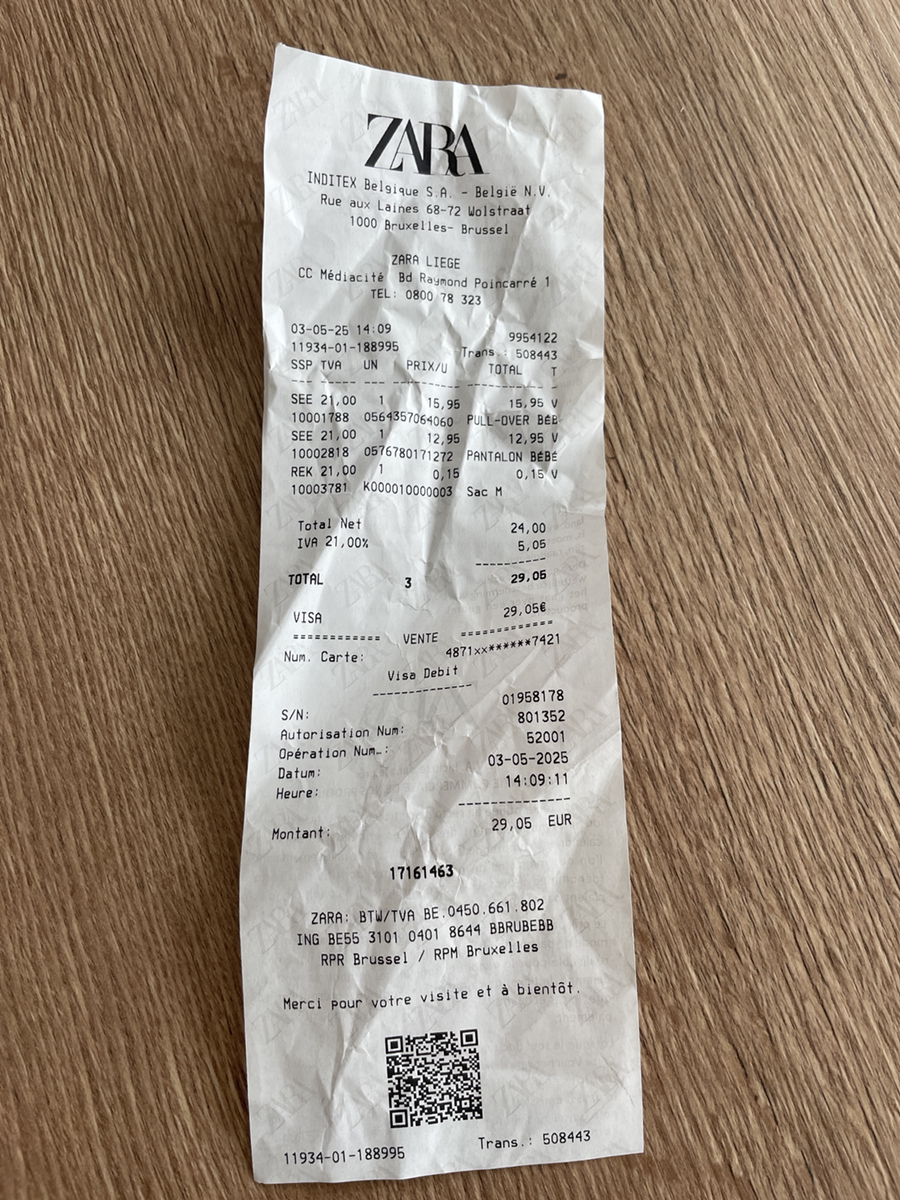 ZARA
INDITEX Belgique S.A. - België N.V.
Rue aux Laines 68-72 Wolstraat
1000 Bruxelles- Brussel
ZARA LIEGE
CC Médiacité Bd Raymond Poincarré 1
TEL: 0800 78 323
03-05-25 14:09 9954122
11934-01-188995 Trans.: 508443
SSP TVA UN PRIX/U TOTAL T
--- ----- --- ---------- ---------- --
SEE 21,00 1 15,95 15,95 V
10001788 0564357064060 PULL-OVER BÉB
SEE 21,00 1 12,95 12,95 V
10002818 0576780171272 PANTALON BÉBÉ
REK 21,00 1 0,15 0,15 V
10003781 K000010000003 Sac M
Total Net 24,00
IVA 21,00% 5,05
----------
TOTAL 3 29,05
VISA 29,05€
============ VENTE =============
Num. Carte: 4871xx******7421
Visa Debit
-------------
S/N: 01958178
Autorisation Num: 801352
Opération Num.: 52001
Datum: 03-05-2025
Heure: 14:09:11
--------------
Montant: 29,05 EUR
17161463
ZARA: BTW/TVA BE.0450.661.802
ING BE55 3101 0401 8644 BBRUBEBB
RPR Brussel / RPM Bruxelles
Merci pour votre visite et à bientôt.
11934-01-188995 Trans.: 508443